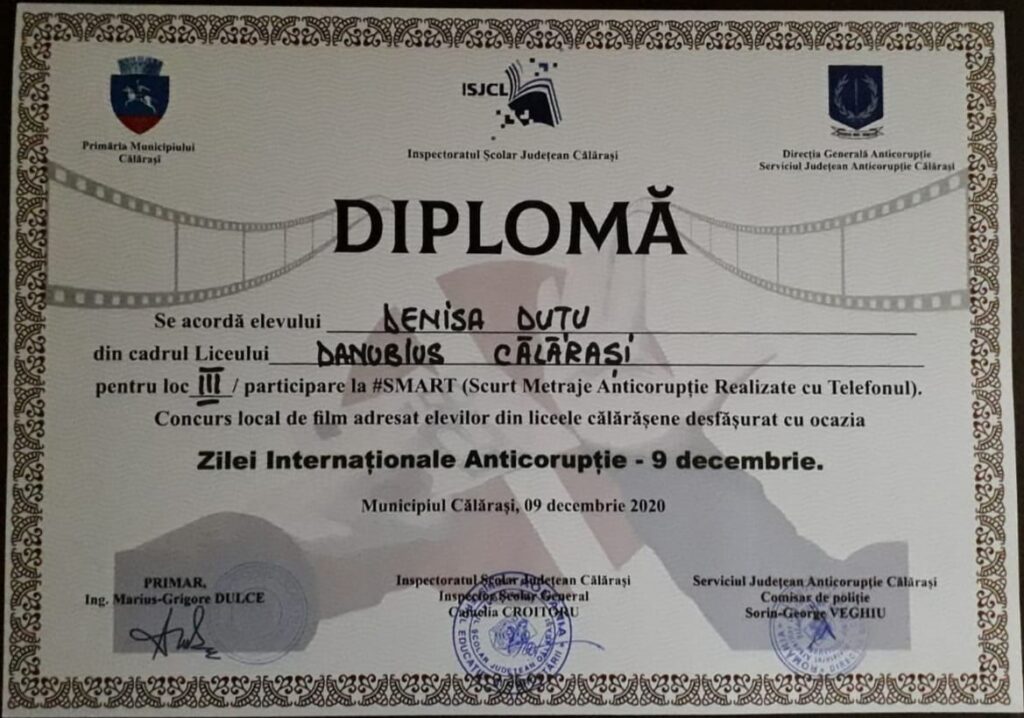 Primăria Municipiului
Călărași
ISJCL
Inspectoratul Școlar Județean Călărași
Direcția Generală Anticorupție
Serviciul Județean Anticorupție Călărași
DIPLOMĂ
Se acordă elevului DENISA DUȚU
din cadrul Liceului DANUBIUS CĂLĂRAȘI
pentru loc III / participare la #SMART (Scurt Metraje Anticorupție Realizate cu Telefonul).
Concurs local de film adresat elevilor din liceele călărășene desfășurat cu ocazia
Zilei Internaționale Anticorupție - 9 decembrie.
Municipiul Călărași, 09 decembrie 2020
PRIMAR,
Ing. Marius-Grigore DULCE
Inspectoratul Școlar Județean Călărași
Inspector Școlar General
Camelia CROITORU
Serviciul Județean Anticorupție Călărași
Comisar de poliție
Sorin-George VEGHIU